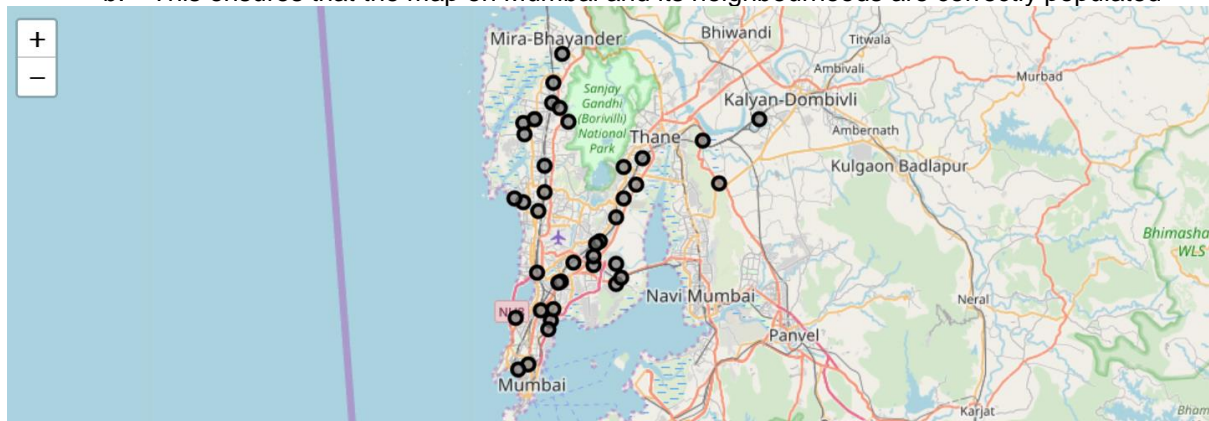 b. This ensures that the map on Mumbai and its neighbourhoods are correctly populated
+
−
Mira-Bhayander
Bhiwandi
Titwala
Ambivali
Murbad
Sanjay
Gandhi
(Borivilli)
National
Park
Kalyan-Dombivli
Thane
Ambernath
Kulgaon Badlapur
Bhimasha
WLS
Navi Mumbai
Neral
Panvel
Mumbai
Karjat
Bham